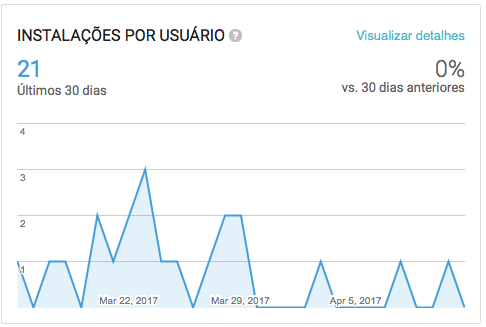 INSTALAÇÕES POR USUÁRIO ?
Visualizar detalhes
21
0%
Últimos 30 dias
vs. 30 dias anteriores
4
3
2
1
Mar 22, 2017
Mar 29, 2017
Apr 5, 2017